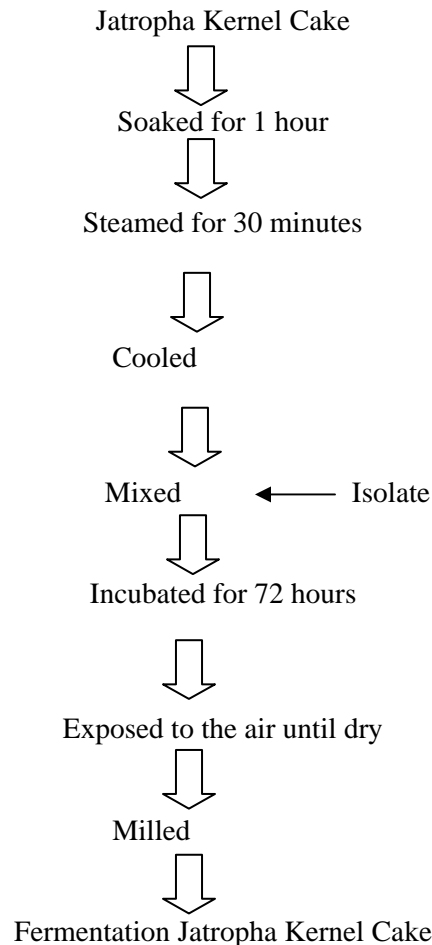 Jatropha Kernel Cake
Soaked for 1 hour
Steamed for 30 minutes
Cooled
Mixed
Isolate
Incubated for 72 hours
Exposed to the air until dry
Milled
Fermentation Jatropha Kernel Cake